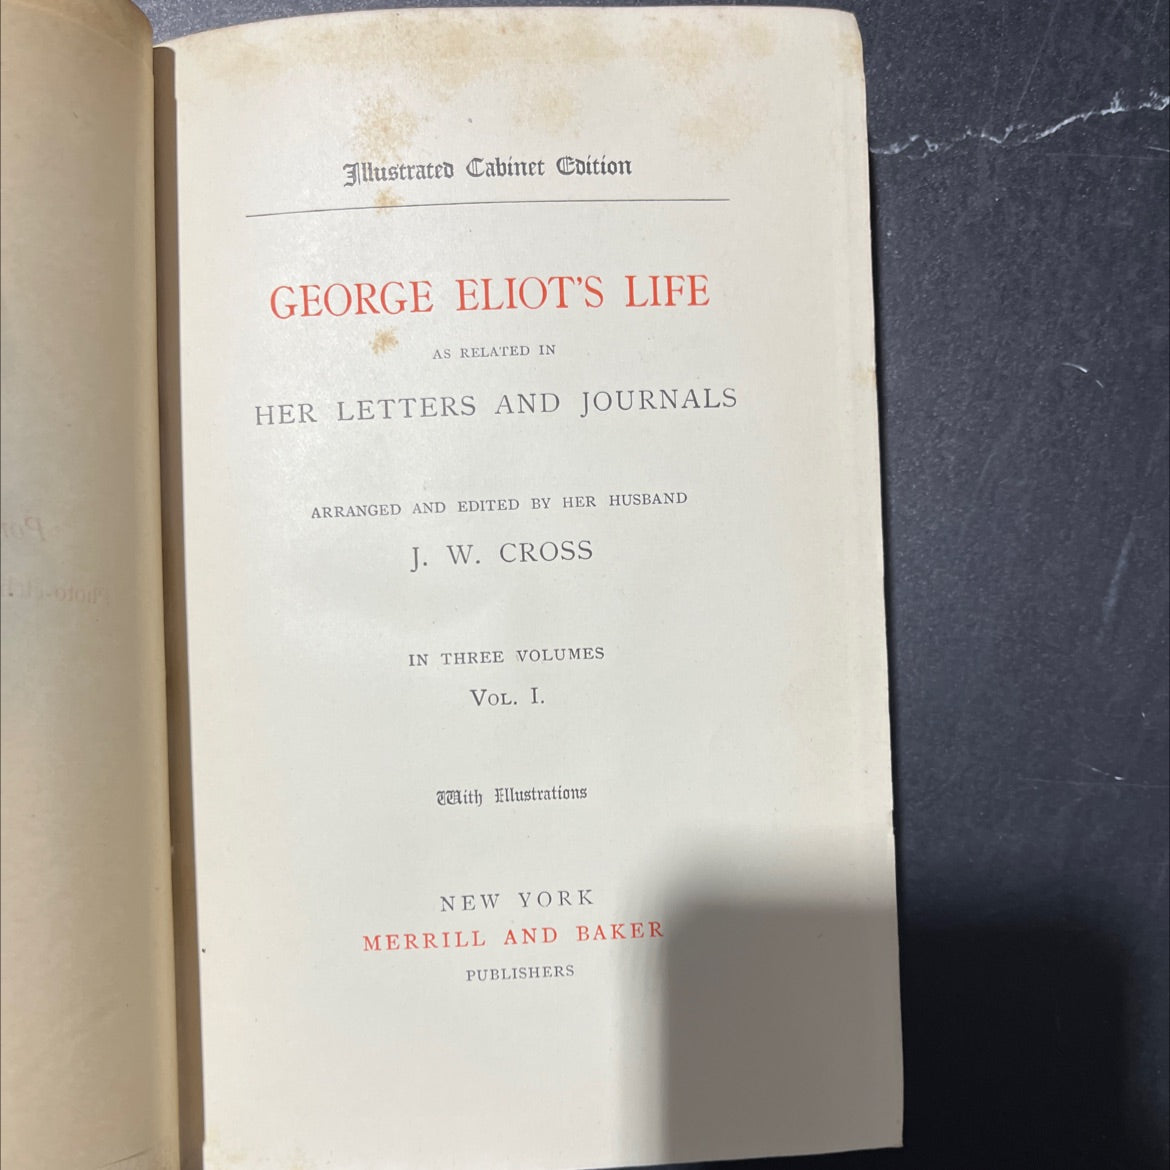 Illustrated Cabinet Edition
GEORGE ELIOT'S LIFE
AS RELATED IN
HER LETTERS AND JOURNALS
ARRANGED AND EDITED BY HER HUSBAND
J. W. CROSS
IN THREE VOLUMES
VOL. I.
With Illustrations
NEW YORK
MERRILL AND BAKER
PUBLISHERS